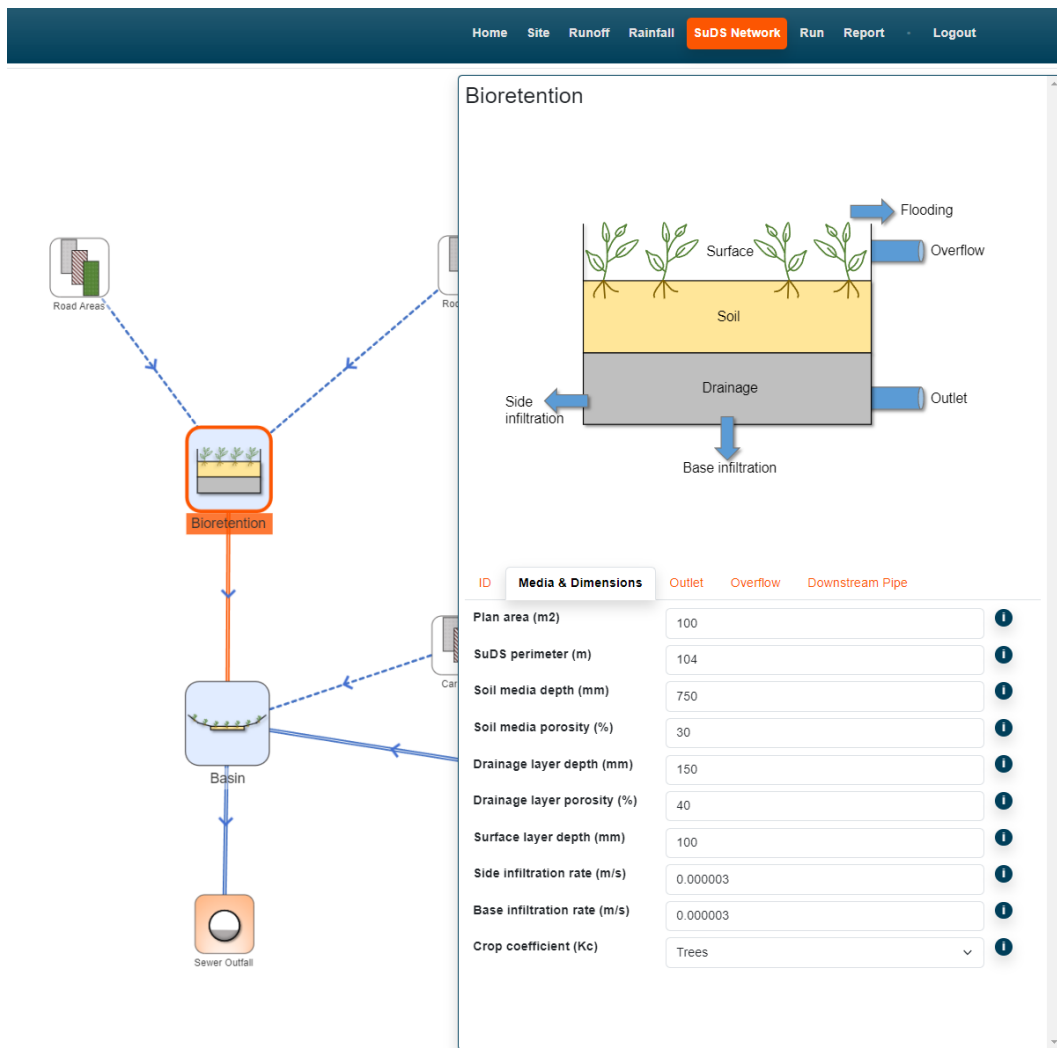 Home Site Runoff Rainfall SuDS Network Run Report Logout
Bioretention
Flooding
Surface
Overflow
Soil
Drainage
Side
infiltration
Outlet
Base infiltration
Road Areas
Bioretention
Basin
Sewer Outfall
ID Media & Dimensions Outlet Overflow Downstream Pipe
Plan area (m2) 100
SuDS perimeter (m) 104
Soil media depth (mm) 750
Soil media porosity (%) 30
Drainage layer depth (mm) 150
Drainage layer porosity (%) 40
Surface layer depth (mm) 100
Side infiltration rate (m/s) 0.000003
Base infiltration rate (m/s) 0.000003
Crop coefficient (Kc) Trees